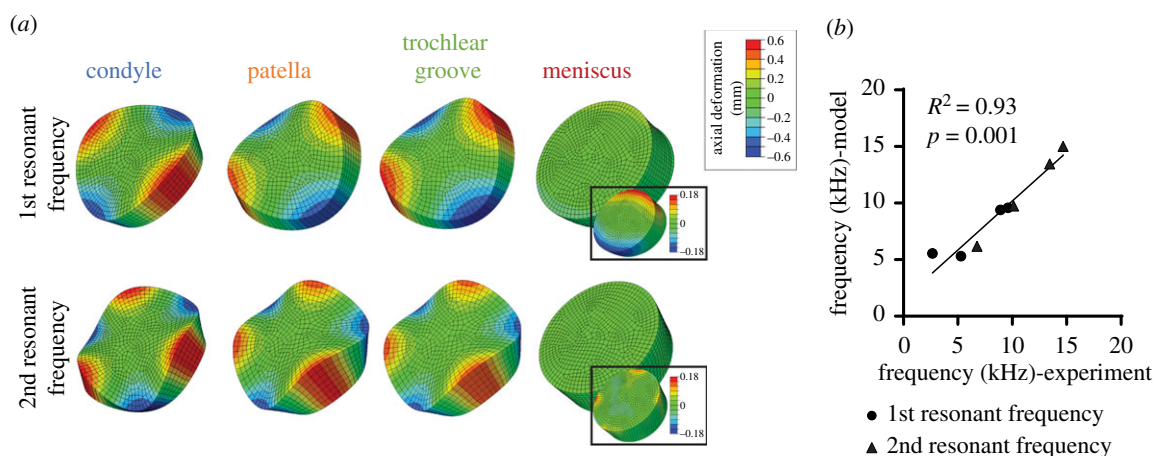 (a)
condyle
patella
trochlear
groove
meniscus
axial deformation
(mm)
0.6
0.4
0.2
0
−0.2
−0.4
−0.6
1st resonant
frequency
0.18
0
−0.18
2nd resonant
frequency
0.18
0
−0.18
(b)
R² = 0.93
p = 0.001
frequency (kHz)-model
20
15
10
5
0
0 5 10 15 20
frequency (kHz)-experiment
1st resonant frequency
2nd resonant frequency